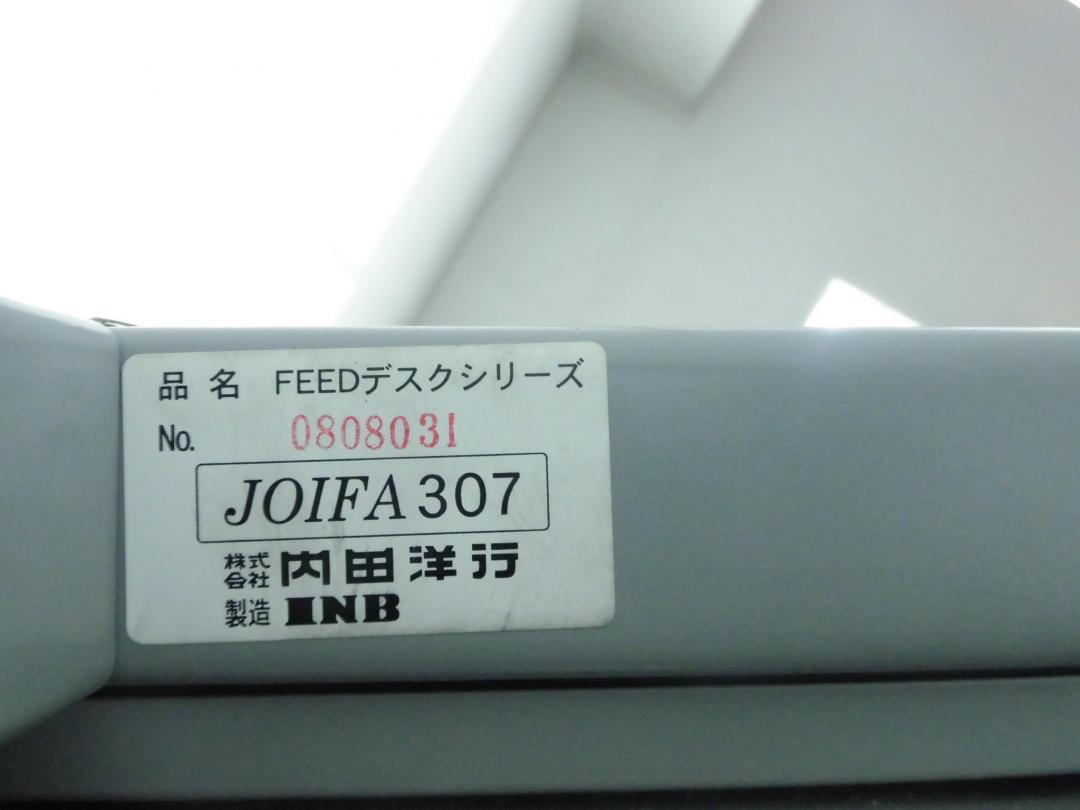 品名 FEEDデスクシリーズ
No. 0808031
JOIFA 307
株式会社 内田洋行
製造 INB